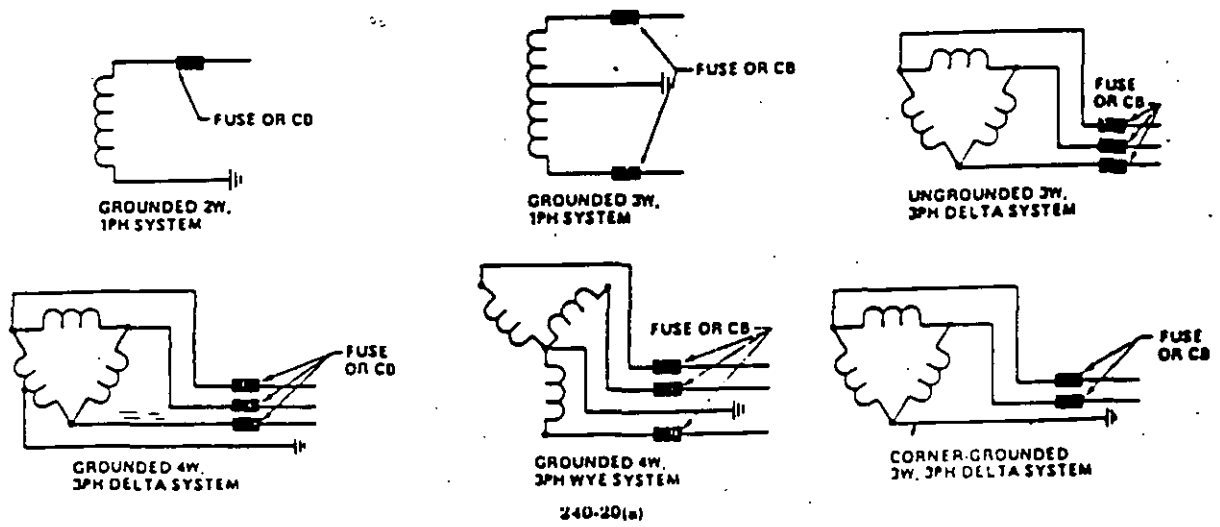 FUSE OR CD
GROUNDED 2W,
1PH SYSTEM
FUSE OR CB
GROUNDED 3W,
1PH SYSTEM
FUSE
OR CB
UNGROUNDED 3W,
3PH DELTA SYSTEM
FUSE
OR CD
GROUNDED 4W,
3PH DELTA SYSTEM
FUSE OR CB
GROUNDED 4W,
3PH WYE SYSTEM
FUSE
OR CB
CORNER-GROUNDED
3W, 3PH DELTA SYSTEM
240-20(a)